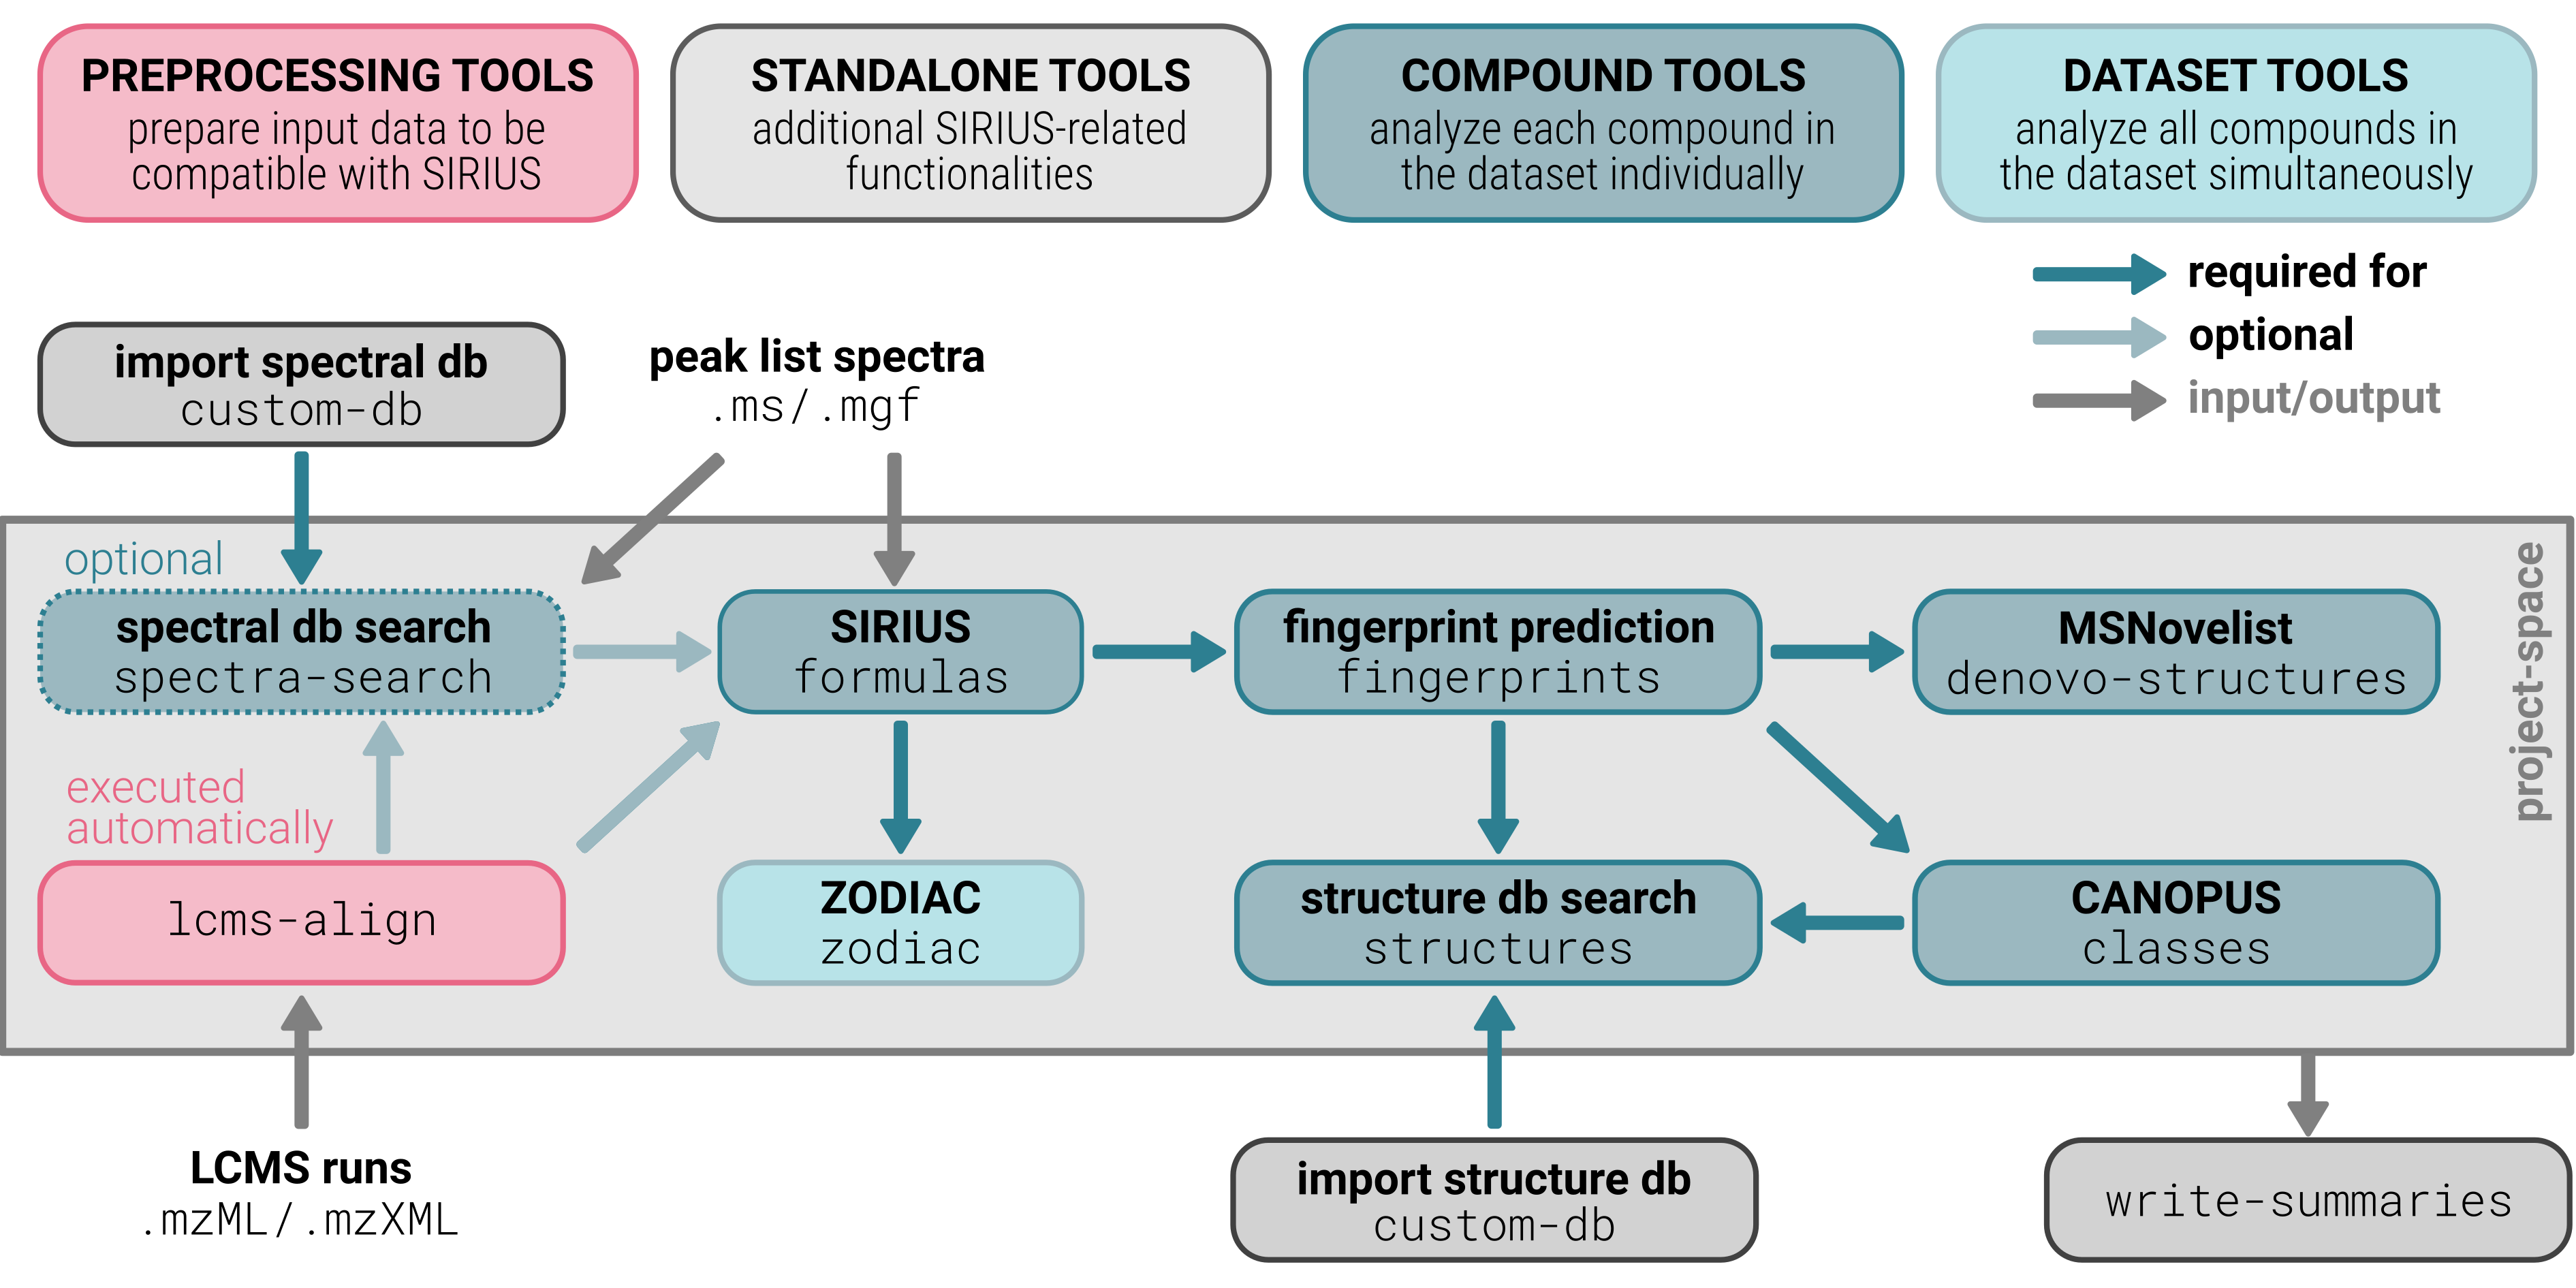 PREPROCESSING TOOLS
prepare input data to be
compatible with SIRIUS
STANDALONE TOOLS
additional SIRIUS-related
functionalities
COMPOUND TOOLS
analyze each compound in
the dataset individually
DATASET TOOLS
analyze all compounds in
the dataset simultaneously
required for
optional
input/output
import spectral db
custom-db
peak list spectra
.ms/.mgf
project-space
optional
spectral db search
spectra-search
SIRIUS
formulas
fingerprint prediction
fingerprints
MSNovelist
denovo-structures
executed
automatically
lcms-align
ZODIAC
zodiac
structure db search
structures
CANOPUS
classes
LCMS runs
.mzML/.mzXML
import structure db
custom-db
write-summaries